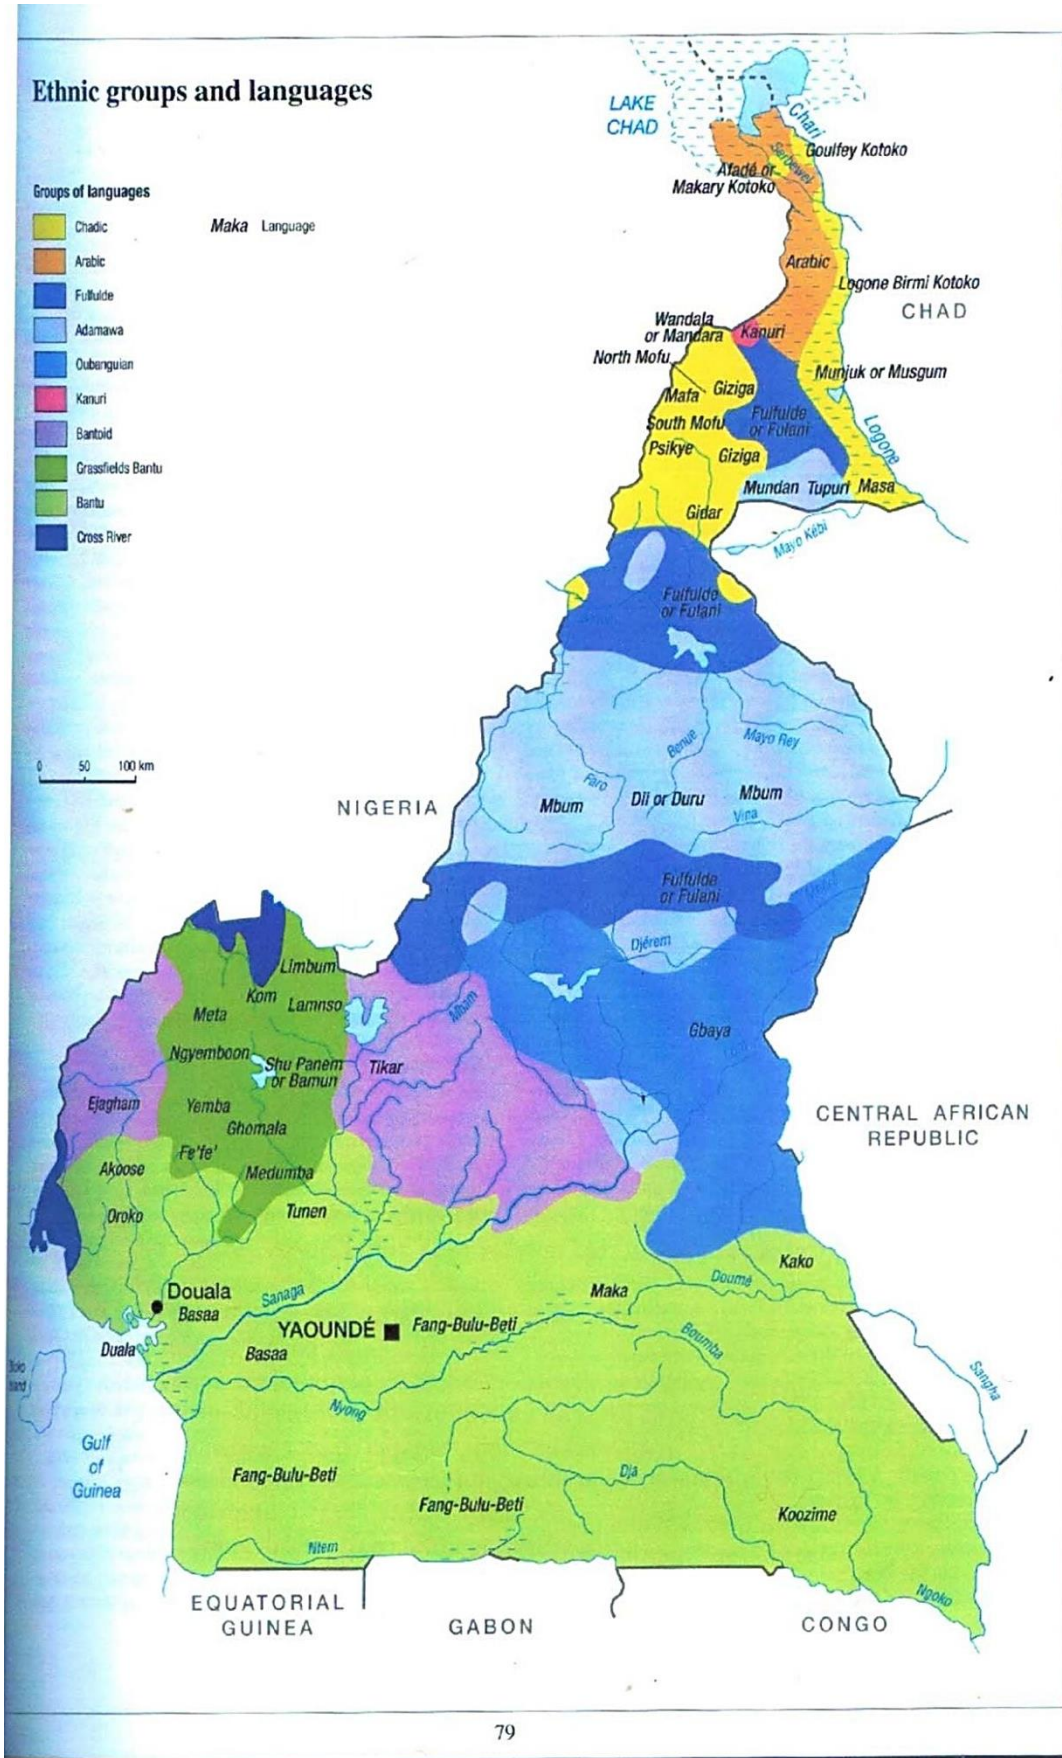 Ethnic groups and languages
Groups of languages
Chadic
Arabic
Fulfulde
Adamawa
Oubanguian
Kanuri
Bantoid
Grassfields Bantu
Bantu
Cross River
Maka Language
0 50 100 km
LAKE
CHAD
Chari
Goulfey Kotoko
Serbewel
Afadé or
Makary Kotoko
Arabic
Logone Birmi Kotoko
CHAD
Wandala
or Mandara
Kanuri
North Mofu
Munjuk or Musgum
Mafa
Giziga
Fulfulde
or Fulani
South Mofu
Logone
Psikye
Giziga
Mundan
Tupuri
Masa
Gidar
Mayo Kébi
Fulfulde
or Fulani
Benue
Mayo Rey
Faro
Mbum
Dii or Duru
Mbum
Vina
NIGERIA
Fulfulde
or Fulani
Djérem
Limbum
Kom
Lamnso
Meta
Mbam
Gbaya
Ngyemboon
Shu Panem
or Bamun
Tikar
Ejagham
Yemba
Ghomala
CENTRAL AFRICAN
REPUBLIC
Fe'fe'
Akoose
Medumba
Oroko
Tunen
Kako
Doumé
Maka
Douala
Sanaga
Basaa
YAOUNDÉ
Fang-Bulu-Beti
Duala
Basaa
Boumba
Sangha
Nyong
Gulf
of
Guinea
Fang-Bulu-Beti
Dja
Fang-Bulu-Beti
Koozime
Ntem
Ngoko
EQUATORIAL
GUINEA
GABON
CONGO
79